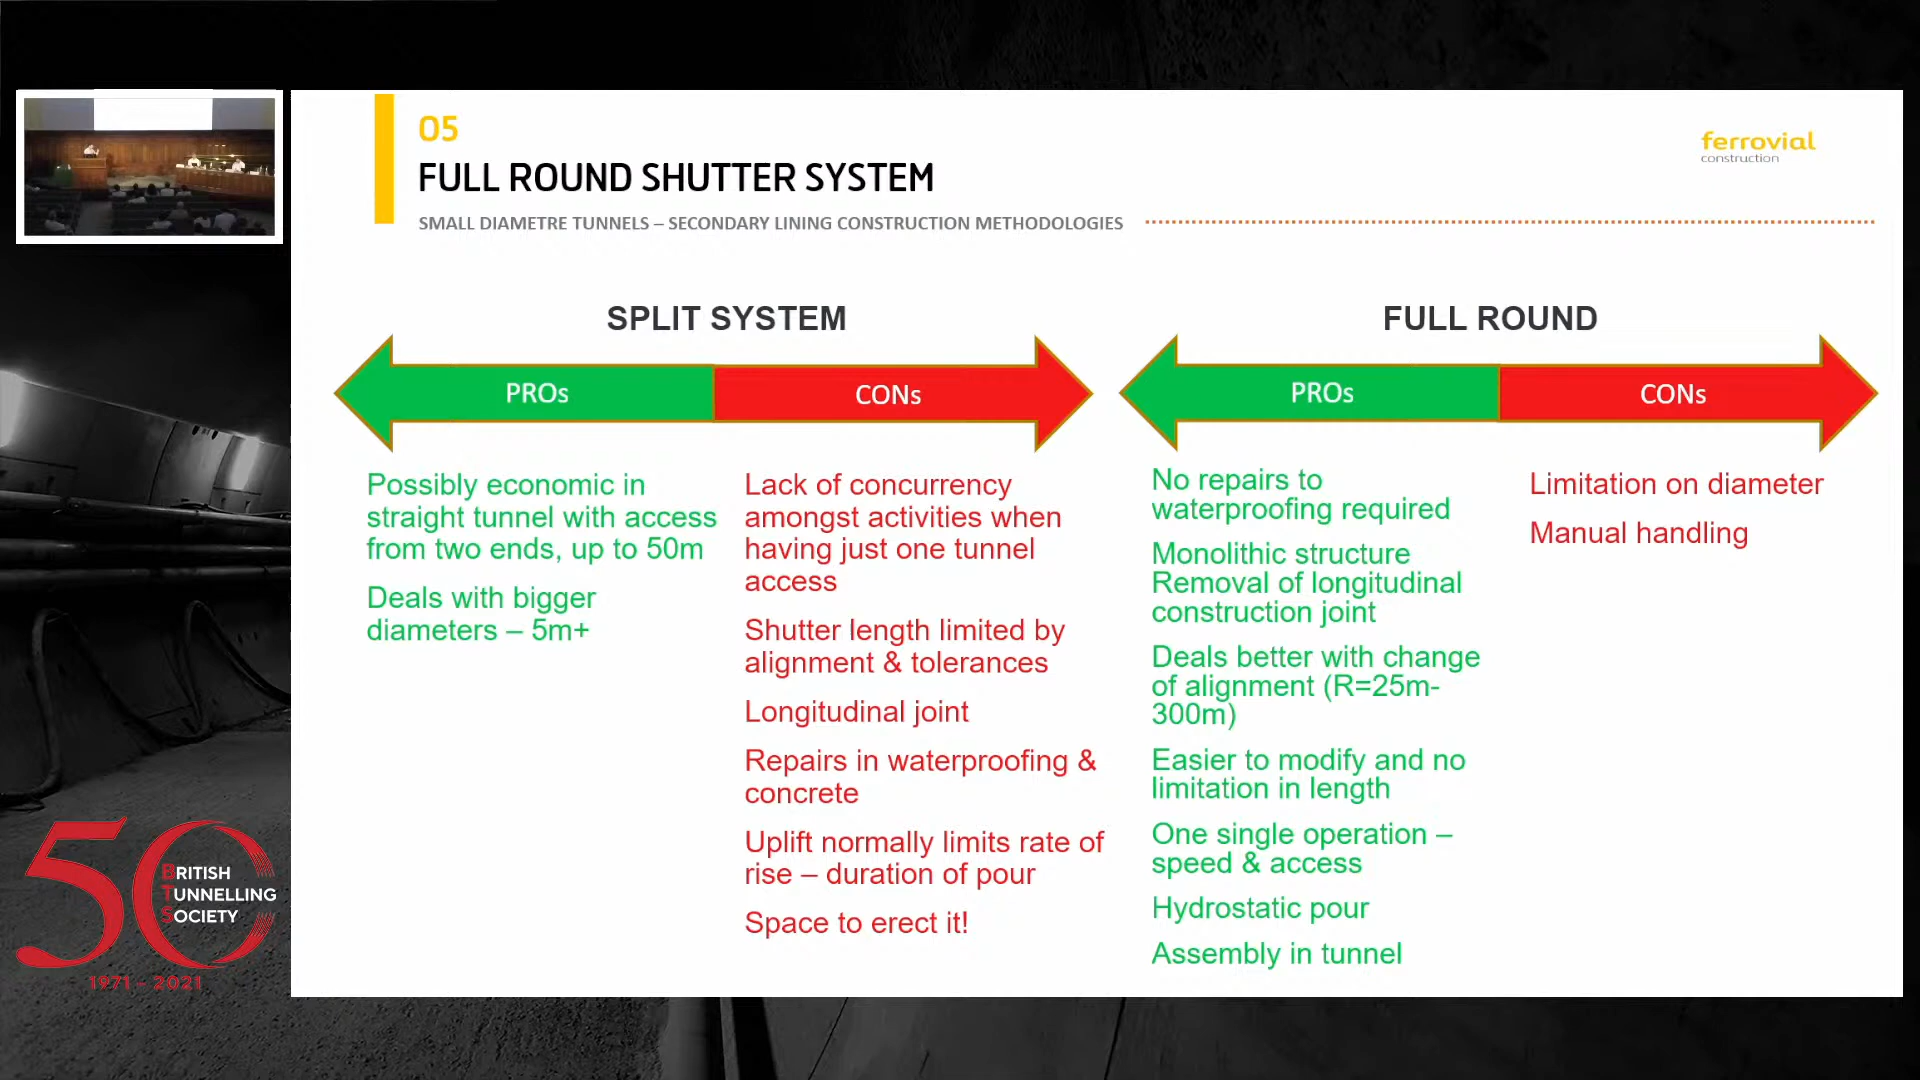 05
FULL ROUND SHUTTER SYSTEM
SMALL DIAMETRE TUNNELS – SECONDARY LINING CONSTRUCTION METHODOLOGIES
ferrovial
construction
SPLIT SYSTEM
PROs
CONs
Possibly economic in
straight tunnel with access
from two ends, up to 50m
Deals with bigger
diameters – 5m+
Lack of concurrency
amongst activities when
having just one tunnel
access
Shutter length limited by
alignment & tolerances
Longitudinal joint
Repairs in waterproofing &
concrete
Uplift normally limits rate of
rise – duration of pour
Space to erect it!
FULL ROUND
PROs
CONs
No repairs to
waterproofing required
Monolithic structure
Removal of longitudinal
construction joint
Deals better with change
of alignment (R=25m-
300m)
Easier to modify and no
limitation in length
One single operation –
speed & access
Hydrostatic pour
Assembly in tunnel
Limitation on diameter
Manual handling
50
BRITISH
TUNNELLING
SOCIETY
1971 - 2021